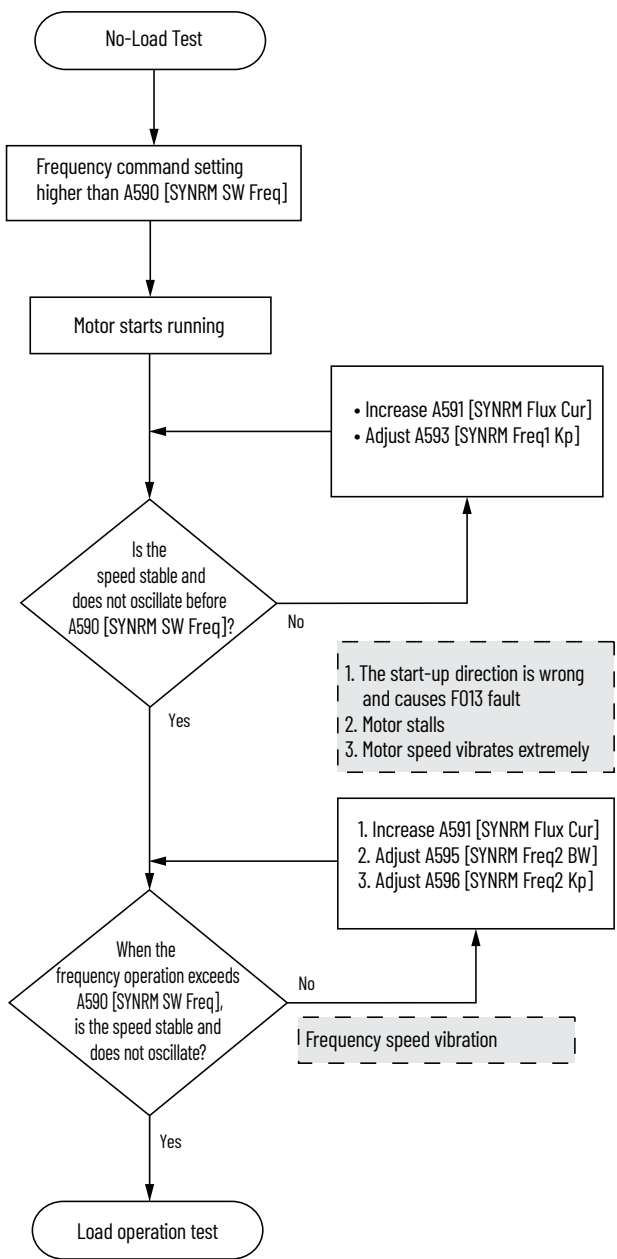 No-Load Test
Frequency command setting
higher than A590 [SYNRM SW Freq]
Motor starts running
• Increase A591 [SYNRM Flux Cur]
• Adjust A593 [SYNRM Freq1 Kp]
Is the
speed stable and
does not oscillate before
A590 [SYNRM SW Freq]?
No
1. The start-up direction is wrong
and causes F013 fault
2. Motor stalls
3. Motor speed vibrates extremely
Yes
1. Increase A591 [SYNRM Flux Cur]
2. Adjust A595 [SYNRM Freq2 BW]
3. Adjust A596 [SYNRM Freq2 Kp]
When the
frequency operation exceeds
A590 [SYNRM SW Freq],
is the speed stable and
does not oscillate?
No
Frequency speed vibration
Yes
Load operation test